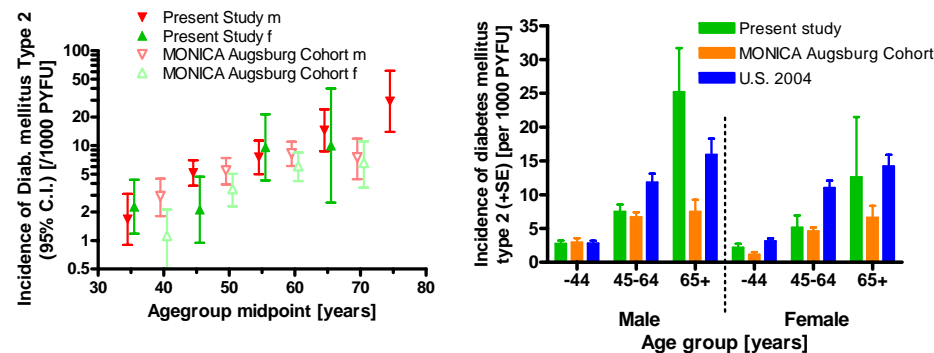 Present Study m
Present Study f
MONICA Augsburg Cohort m
MONICA Augsburg Cohort f
Incidence of Diab. mellitus Type 2
(95% C.I.) [/1000 PYFU]
100
50
20
10
5
2
1
0.5
30 40 50 60 70 80
Agegroup midpoint [years]
Present study
MONICA Augsburg Cohort
U.S. 2004
Incidence of diabetes mellitus
type 2 (+SE) [per 1000 PYFU]
35
30
25
20
15
10
5
0
-44 45-64 65+ -44 45-64 65+
Male Female
Age group [years]